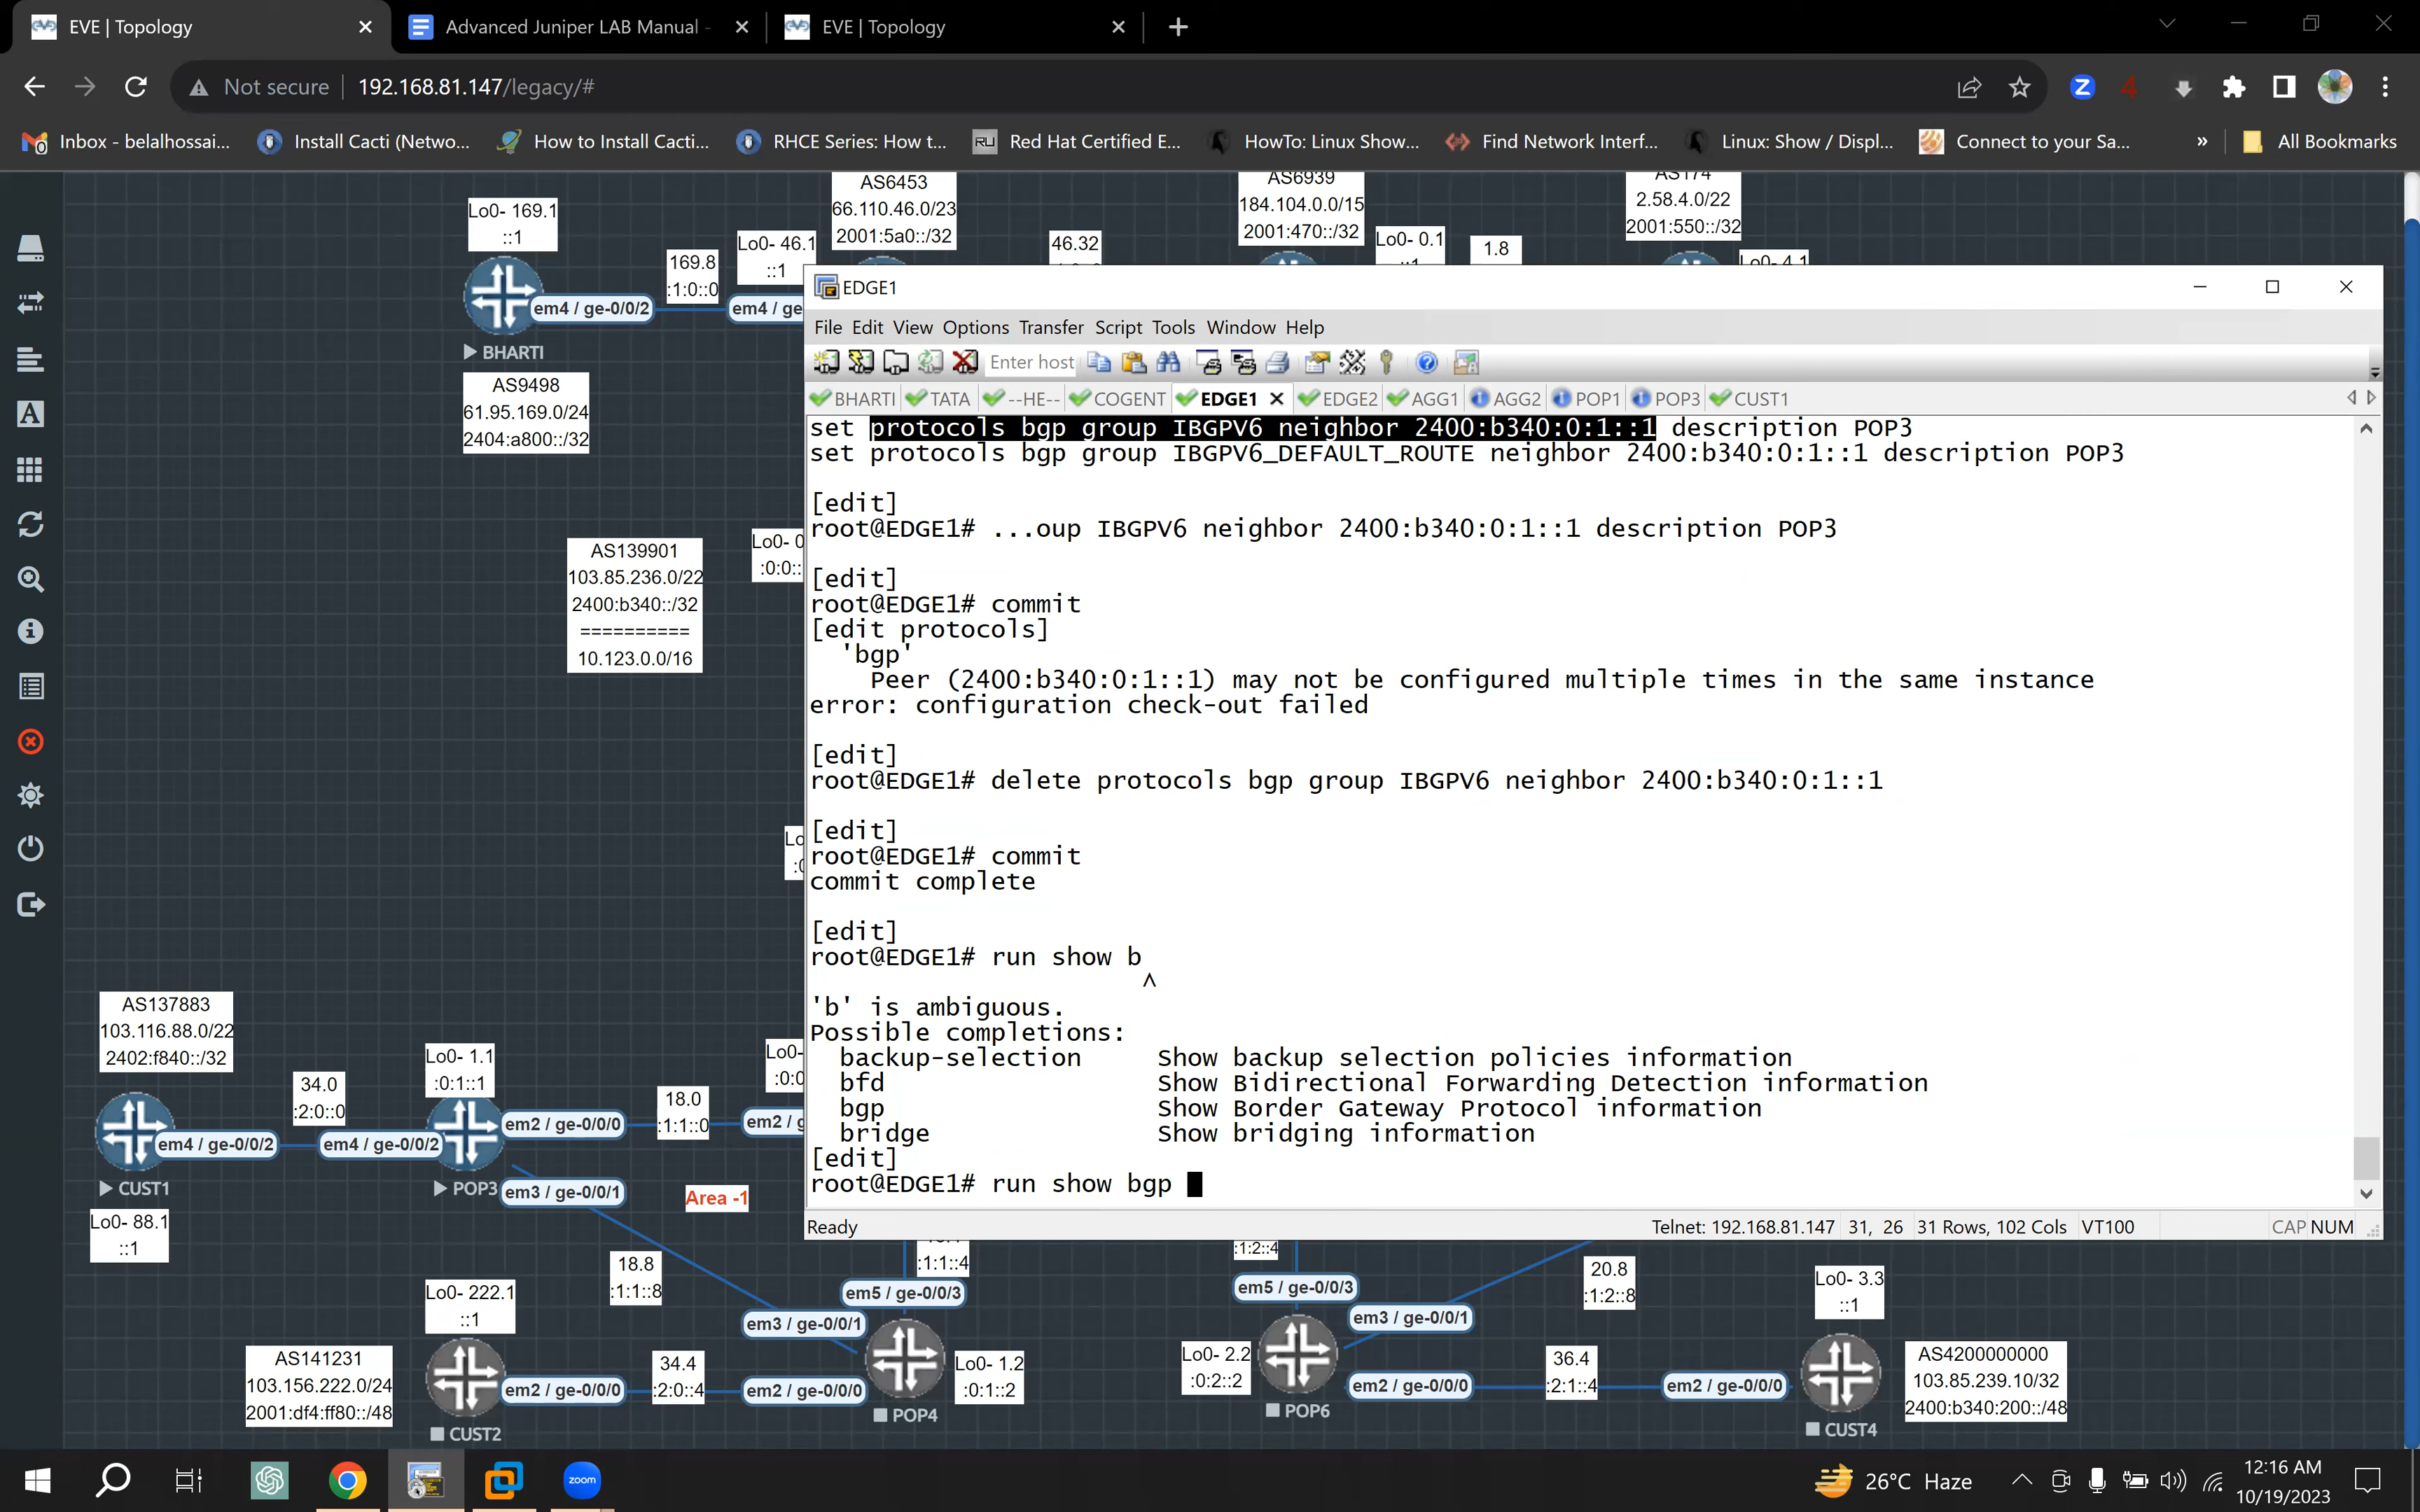 EVE | Topology
Advanced Juniper LAB Manual -
EVE | Topology
Not secure
192.168.81.147/legacy/#
Inbox - belalhossai...
Install Cacti (Netwo...
How to Install Cacti...
RHCE Series: How t...
Red Hat Certified E...
HowTo: Linux Show...
Find Network Interf...
Linux: Show / Displ...
Connect to your Sa...
»
All Bookmarks
AS6453
66.110.46.0/23
2001:5a0::/32
AS6939
184.104.0.0/15
2001:470::/32
AS174
2.58.4.0/22
2001:550::/32
Lo0- 169.1
::1
169.8
:1:0::0
Lo0- 46.1
::1
46.32
Lo0- 0.1
::1
1.8
Lo0- 4.1
em4 / ge-0/0/2
em4 / ge
BHARTI
AS9498
61.95.169.0/24
2404:a800::/32
AS139901
103.85.236.0/22
2400:b340::/32
==========
10.123.0.0/16
Lo0- 0
:0:0::
EDGE1
File Edit View Options Transfer Script Tools Window Help
Enter host
BHARTI TATA --HE-- COGENT EDGE1 EDGE2 AGG1 AGG2 POP1 POP3 CUST1
set protocols bgp group IBGPV6 neighbor 2400:b340:0:1::1 description POP3
set protocols bgp group IBGPV6_DEFAULT_ROUTE neighbor 2400:b340:0:1::1 description POP3
[edit]
root@EDGE1# ...oup IBGPV6 neighbor 2400:b340:0:1::1 description POP3
[edit]
root@EDGE1# commit
[edit protocols]
'bgp'
Peer (2400:b340:0:1::1) may not be configured multiple times in the same instance
error: configuration check-out failed
[edit]
root@EDGE1# delete protocols bgp group IBGPV6 neighbor 2400:b340:0:1::1
[edit]
root@EDGE1# commit
commit complete
[edit]
root@EDGE1# run show b
^
'b' is ambiguous.
Possible completions:
backup-selection Show backup selection policies information
bfd Show Bidirectional Forwarding Detection information
bgp Show Border Gateway Protocol information
bridge Show bridging information
[edit]
root@EDGE1# run show bgp
Ready
Telnet: 192.168.81.147 31, 26 31 Rows, 102 Cols VT100 CAP NUM
AS137883
103.116.88.0/22
2402:f840::/32
34.0
:2:0::0
Lo0- 1.1
:0:1::1
18.0
:1:1::0
Lo0-
:0:0
em4 / ge-0/0/2
em4 / ge-0/0/2
em2 / ge-0/0/0
em2 / g
CUST1
POP3
em3 / ge-0/0/1
Area -1
Lo0- 88.1
::1
18.8
:1:1::8
:1:1::4
:1:2::4
20.8
:1:2::8
em5 / ge-0/0/3
em5 / ge-0/0/3
em3 / ge-0/0/1
em3 / ge-0/0/1
Lo0- 222.1
::1
Lo0- 3.3
::1
AS141231
103.156.222.0/24
2001:df4:ff80::/48
em2 / ge-0/0/0
34.4
:2:0::4
em2 / ge-0/0/0
Lo0- 1.2
:0:1::2
Lo0- 2.2
:0:2::2
em2 / ge-0/0/0
36.4
:2:1::4
em2 / ge-0/0/0
AS4200000000
103.85.239.10/32
2400:b340:200::/48
CUST2
POP4
POP6
CUST4
zoom
26°C Haze
12:16 AM
10/19/2023